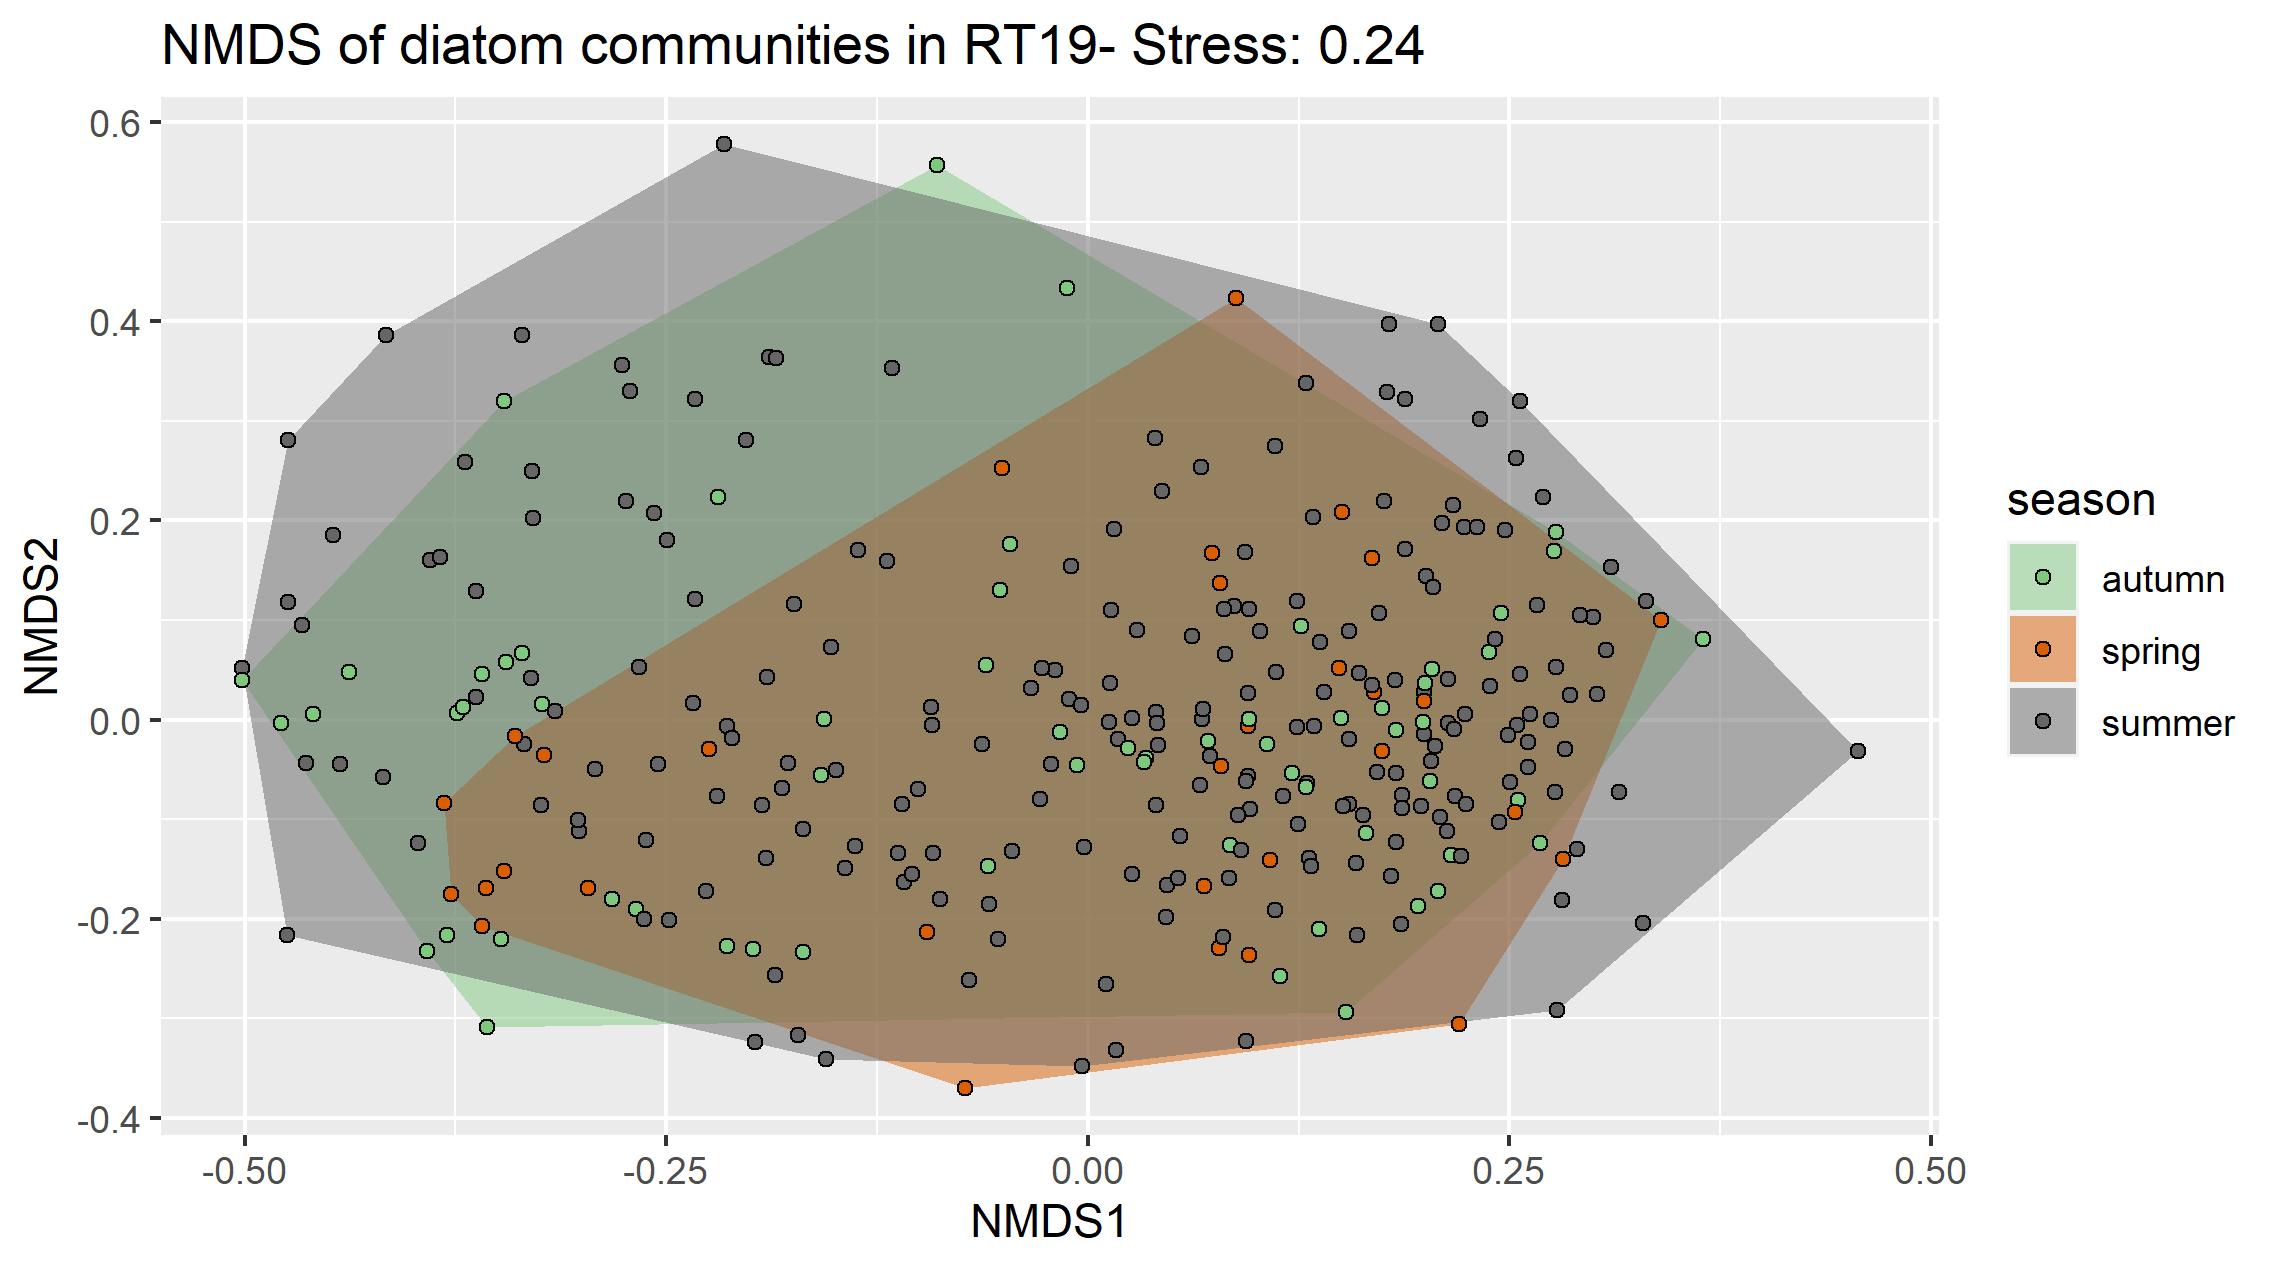 NMDS of diatom communities in RT19- Stress: 0.24
0.6
0.4
0.2
0.0
-0.2
-0.4
NMDS2
-0.50
-0.25
0.00
0.25
0.50
NMDS1
season
autumn
spring
summer